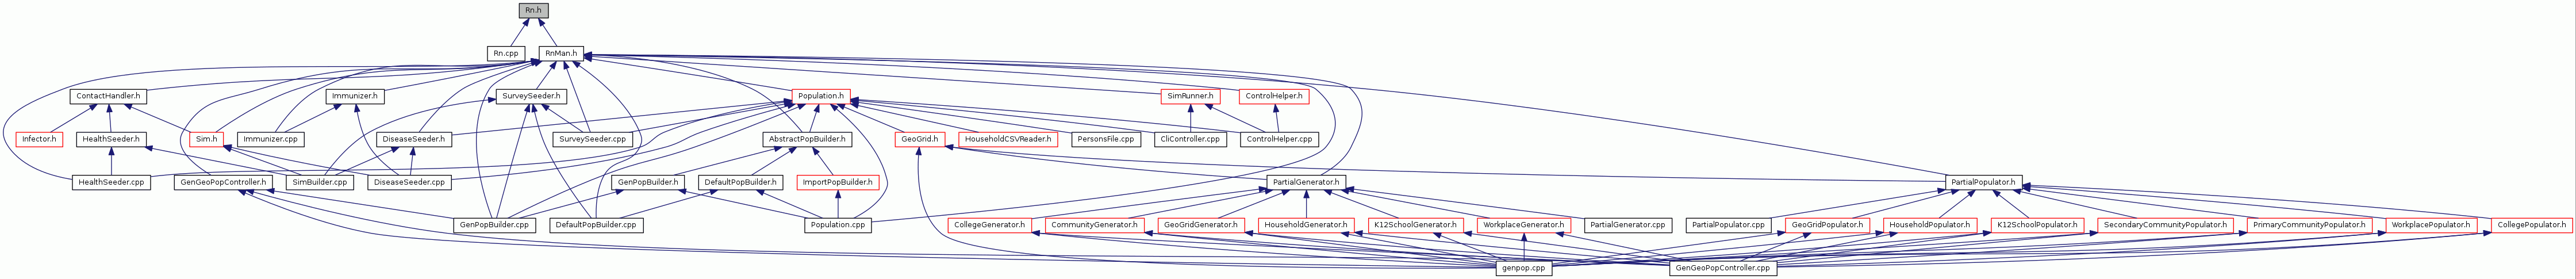 Rn.h
Rn.cpp
RnMan.h
ContactHandler.h
Immunizer.h
SurveySeeder.h
Population.h
SimRunner.h
ControlHelper.h
Infector.h
HealthSeeder.h
Sim.h
Immunizer.cpp
DiseaseSeeder.h
SurveySeeder.cpp
AbstractPopBuilder.h
GeoGrid.h
HouseholdCSVReader.h
PersonsFile.cpp
CliController.cpp
ControlHelper.cpp
HealthSeeder.cpp
GenGeoPopController.h
SimBuilder.cpp
DiseaseSeeder.cpp
GenPopBuilder.h
DefaultPopBuilder.h
ImportPopBuilder.h
PartialGenerator.h
PartialPopulator.h
GenPopBuilder.cpp
DefaultPopBuilder.cpp
Population.cpp
CollegeGenerator.h
CommunityGenerator.h
GeoGridGenerator.h
HouseholdGenerator.h
K12SchoolGenerator.h
WorkplaceGenerator.h
PartialGenerator.cpp
PartialPopulator.cpp
GeoGridPopulator.h
HouseholdPopulator.h
K12SchoolPopulator.h
SecondaryCommunityPopulator.h
PrimaryCommunityPopulator.h
WorkplacePopulator.h
CollegePopulator.h
genpop.cpp
GenGeoPopController.cpp